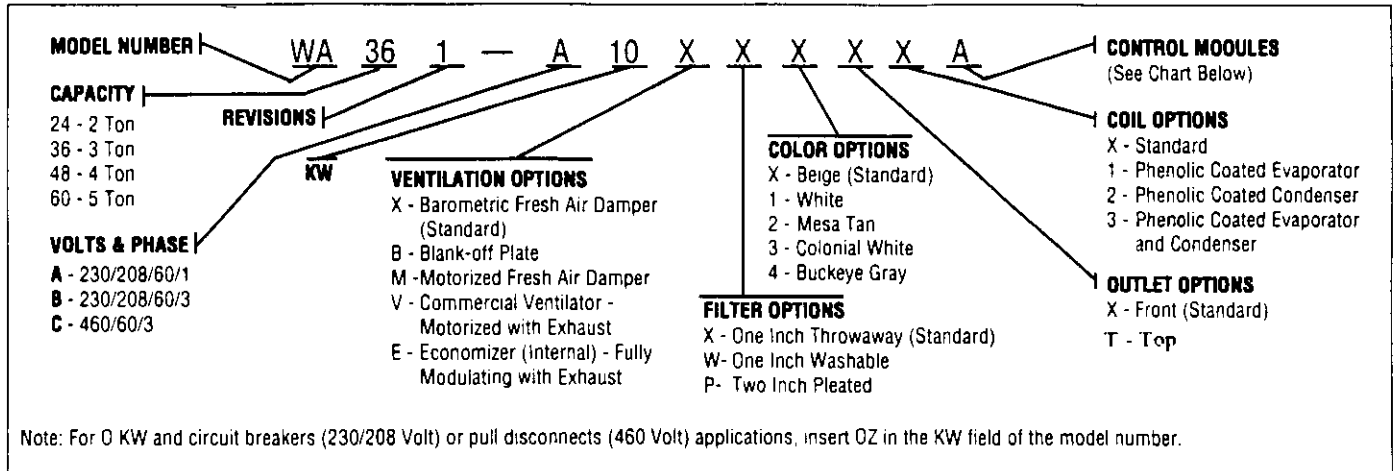 WA 36 1 — A 10 X X X X X A
MODEL NUMBER
CAPACITY
24 - 2 Ton
36 - 3 Ton
48 - 4 Ton
60 - 5 Ton
REVISIONS
VOLTS & PHASE
A - 230/208/60/1
B - 230/208/60/3
C - 460/60/3
KW
VENTILATION OPTIONS
X - Barometric Fresh Air Damper
(Standard)
B - Blank-off Plate
M -Motorized Fresh Air Damper
V - Commercial Ventilator -
Motorized with Exhaust
E - Economizer (Internal) - Fully
Modulating with Exhaust
FILTER OPTIONS
X - One Inch Throwaway (Standard)
W- One Inch Washable
P- Two Inch Pleated
COLOR OPTIONS
X - Beige (Standard)
1 - White
2 - Mesa Tan
3 - Colonial White
4 - Buckeye Gray
CONTROL MODULES
(See Chart Below)
COIL OPTIONS
X - Standard
1 - Phenolic Coated Evaporator
2 - Phenolic Coated Condenser
3 - Phenolic Coated Evaporator
and Condenser
OUTLET OPTIONS
X - Front (Standard)
T - Top
Note: For 0 KW and circuit breakers (230/208 Volt) or pull disconnects (460 Volt) applications, insert 0Z in the KW field of the model number.